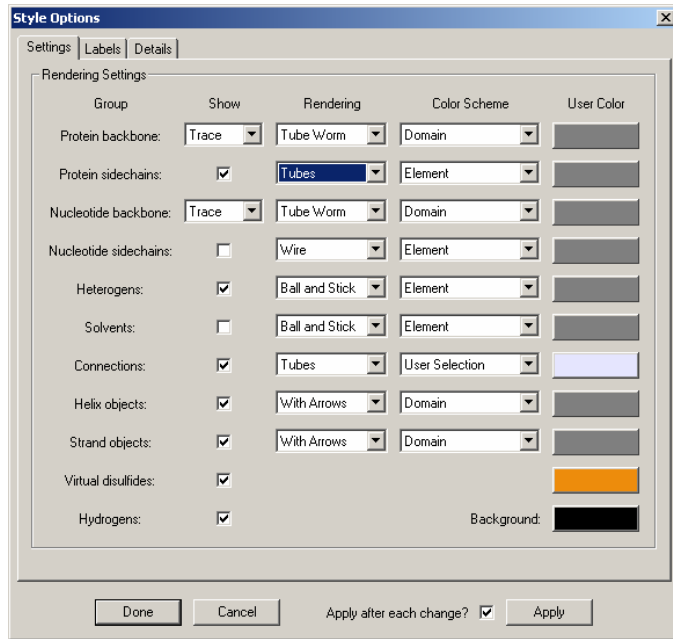 Style Options
Settings Labels Details
Rendering Settings
Group Show Rendering Color Scheme User Color
Protein backbone: Trace Tube Worm Domain
Protein sidechains: Tubes Element
Nucleotide backbone: Trace Tube Worm Domain
Nucleotide sidechains: Wire Element
Heterogens: Ball and Stick Element
Solvents: Ball and Stick Element
Connections: Tubes User Selection
Helix objects: With Arrows Domain
Strand objects: With Arrows Domain
Virtual disulfides:
Hydrogens: Background:
Done Cancel Apply after each change? Apply